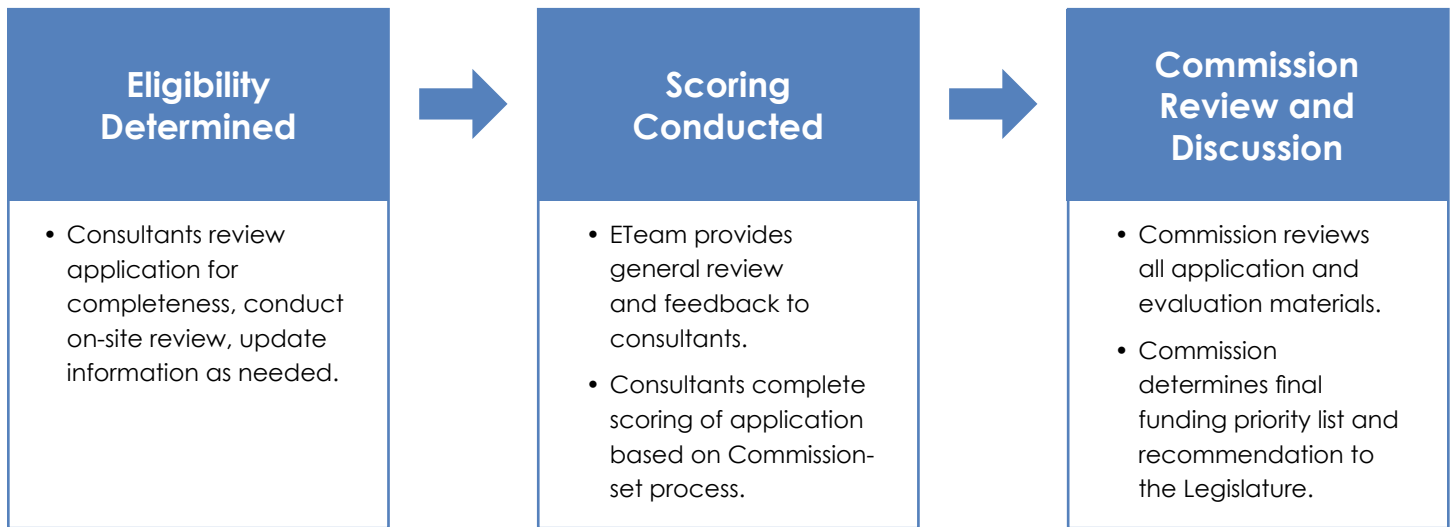 Eligibility
Determined
• Consultants review
application for
completeness, conduct
on-site review, update
information as needed.
Scoring
Conducted
• ETeam provides
general review
and feedback to
consultants.
• Consultants complete
scoring of application
based on Commission-
set process.
Commission
Review and
Discussion
• Commission reviews
all application and
evaluation materials.
• Commission
determines final
funding priority list and
recommendation to
the Legislature.